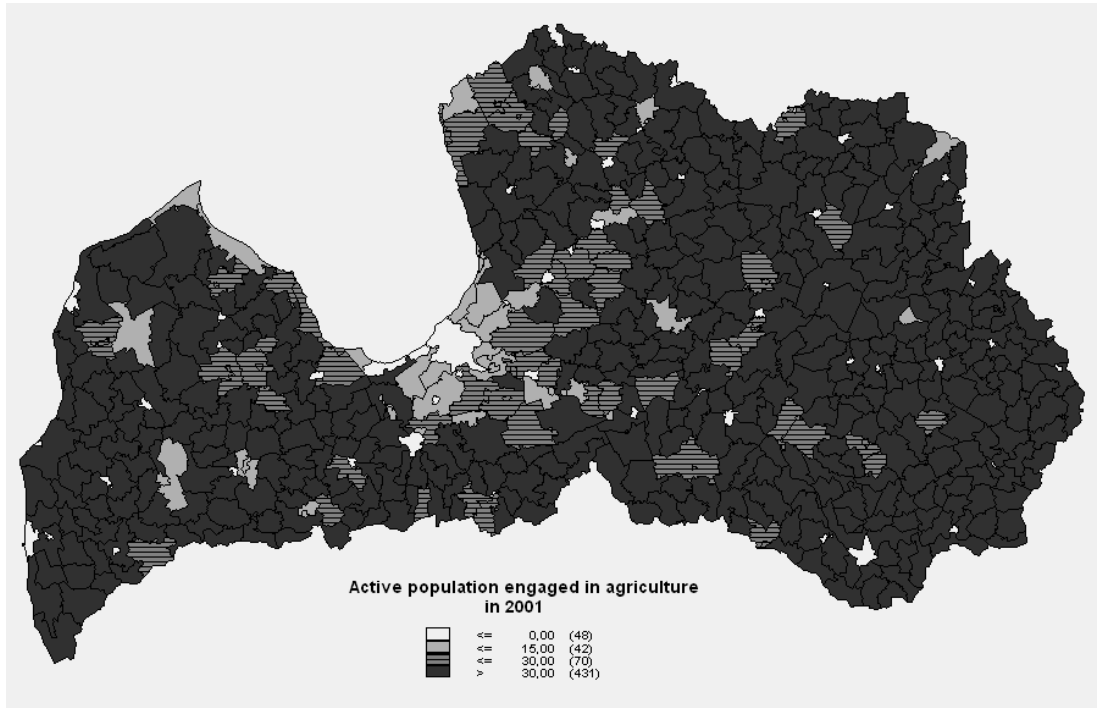 Active population engaged in agriculture
in 2001
<= 0,00 (48)
<= 15,00 (42)
<= 30,00 (70)
> 30,00 (431)